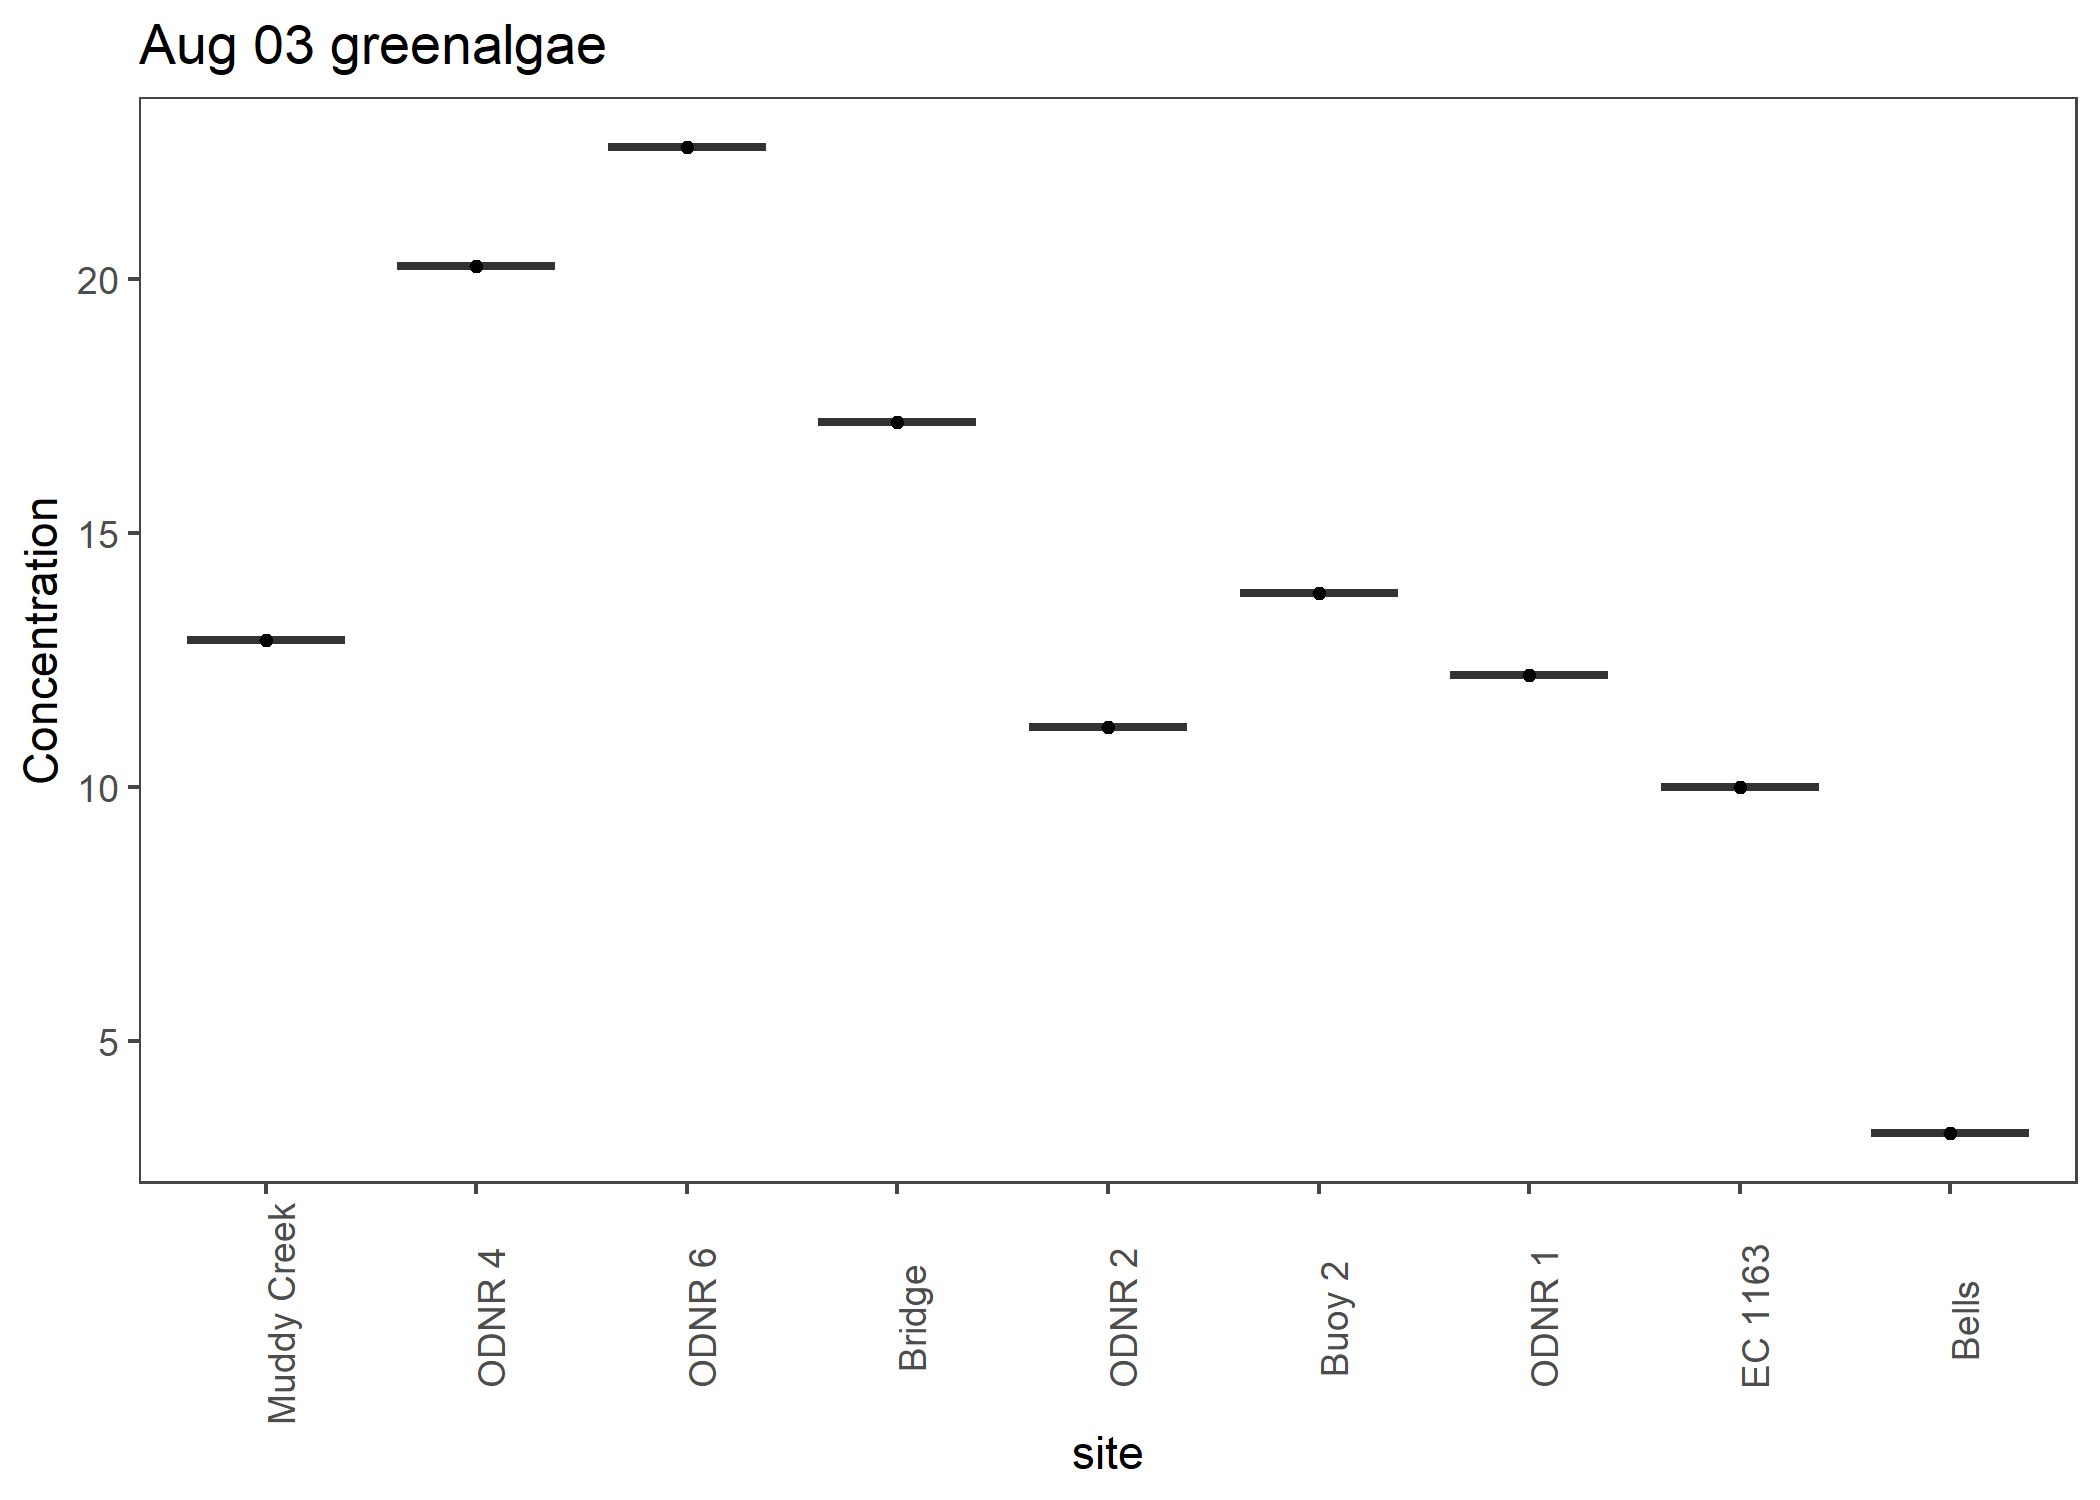 Aug 03 greenalgae
Concentration
20
15
10
5
Muddy Creek
ODNR 4
ODNR 6
Bridge
ODNR 2
Buoy 2
ODNR 1
EC 1163
Bells
site